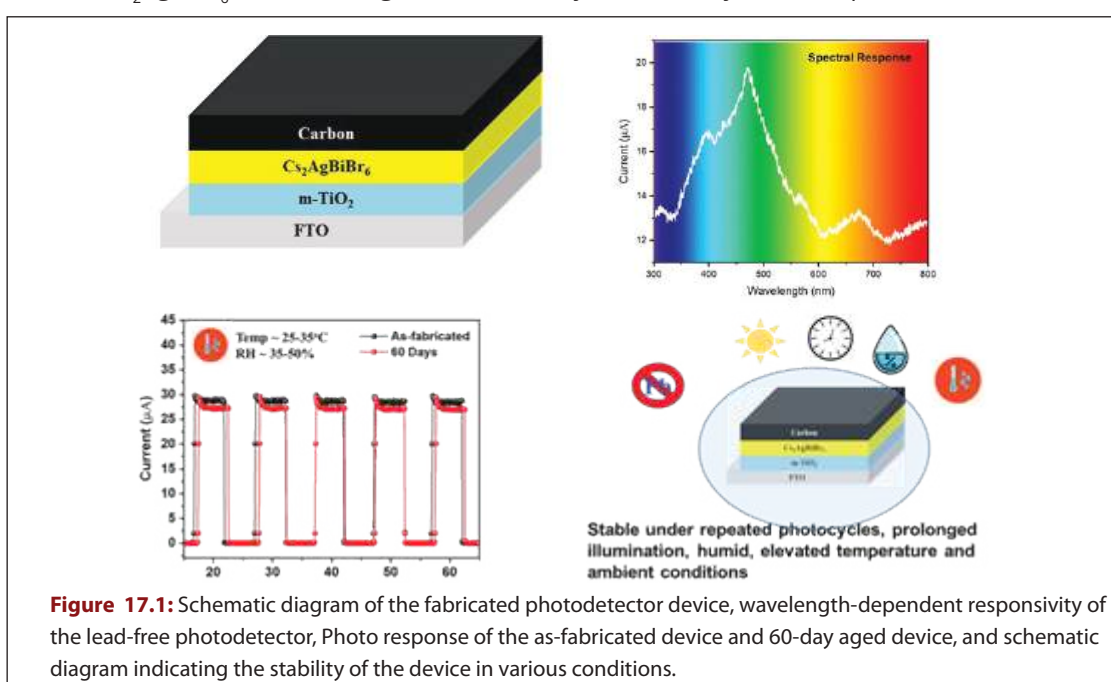 Carbon
Cs₂AgBiBr₆
m-TiO₂
FTO
Spectral Response
Current (μA)
20
18
16
14
12
300 400 500 600 700 800
Wavelength (nm)
Temp ~ 25-35°C
RH ~ 35-50%
As-fabricated
60 Days
Current (μA)
45
40
35
30
25
20
15
10
5
0
20 30 40 50 60
Pb
%
Carbon
Cs₂AgBiBr₆
m-TiO₂
FTO
Stable under repeated photocycles, prolonged
illumination, humid, elevated temperature and
ambient conditions
Figure 17.1: Schematic diagram of the fabricated photodetector device, wavelength-dependent responsivity of
the lead-free photodetector, Photo response of the as-fabricated device and 60-day aged device, and schematic
diagram indicating the stability of the device in various conditions.